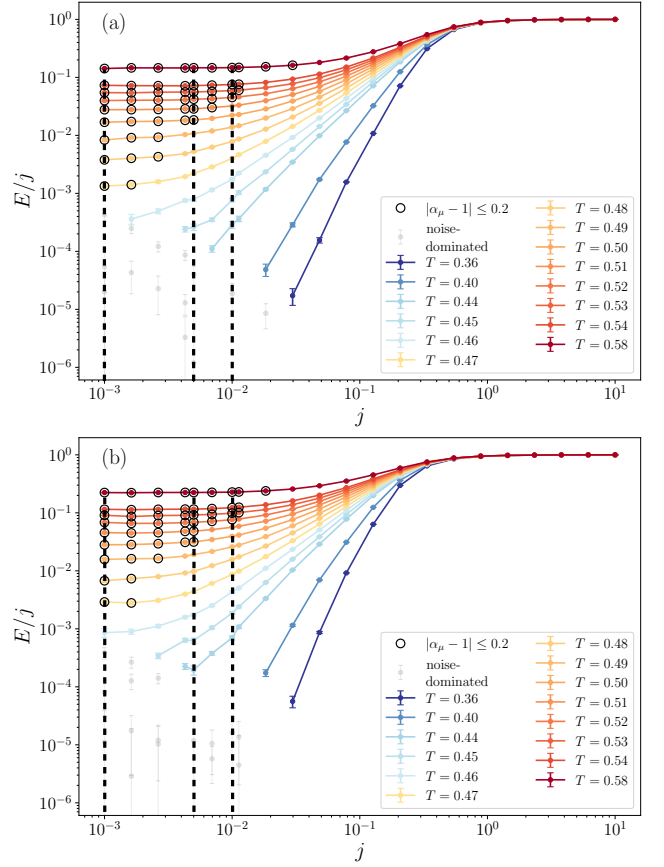 (a)
10^0
10^{-1}
10^{-2}
10^{-3}
10^{-4}
10^{-5}
10^{-6}
E/j
|α_μ − 1| ≤ 0.2
noise-
dominated
T = 0.36
T = 0.40
T = 0.44
T = 0.45
T = 0.46
T = 0.47
T = 0.48
T = 0.49
T = 0.50
T = 0.51
T = 0.52
T = 0.53
T = 0.54
T = 0.58
10^{-3} 10^{-2} 10^{-1} 10^0 10^1
j
(b)
10^0
10^{-1}
10^{-2}
10^{-3}
10^{-4}
10^{-5}
10^{-6}
E/j
|α_μ − 1| ≤ 0.2
noise-
dominated
T = 0.36
T = 0.40
T = 0.44
T = 0.45
T = 0.46
T = 0.47
T = 0.48
T = 0.49
T = 0.50
T = 0.51
T = 0.52
T = 0.53
T = 0.54
T = 0.58
10^{-3} 10^{-2} 10^{-1} 10^0 10^1
j